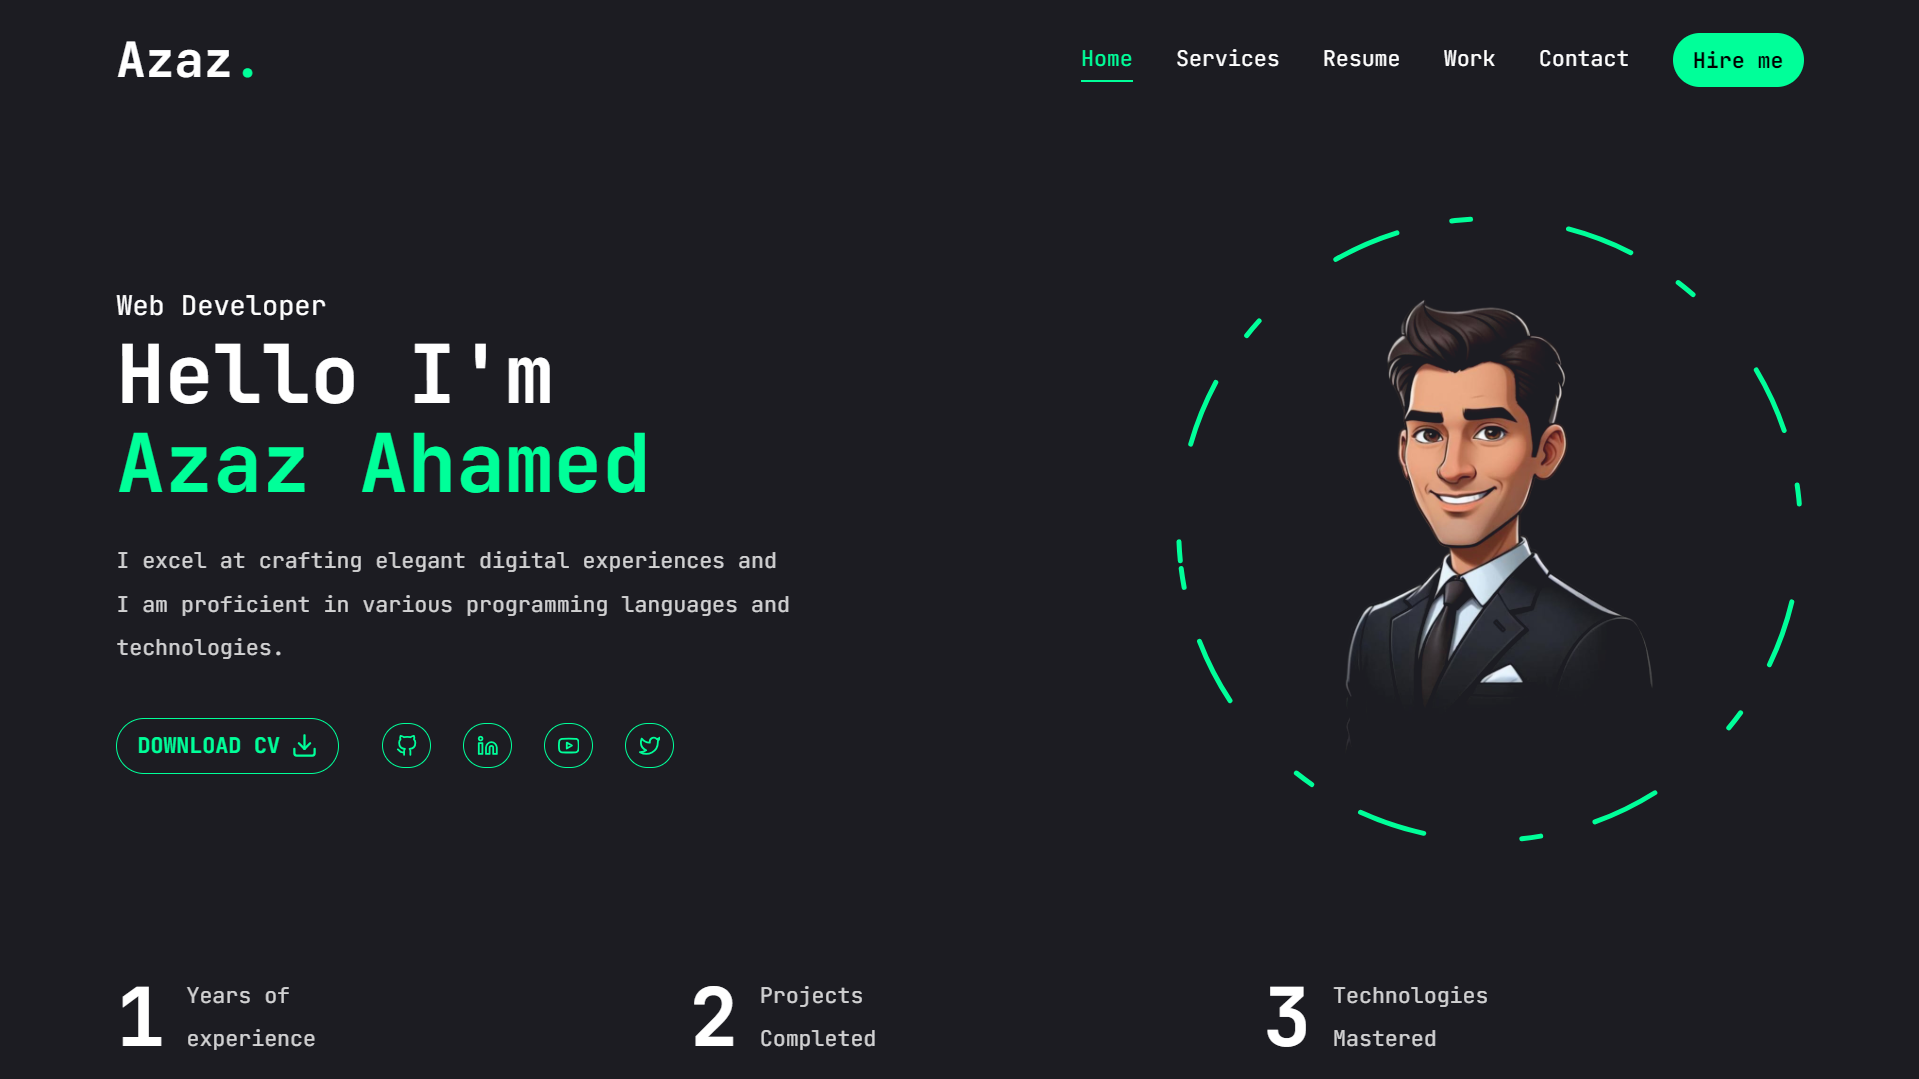 Azaz.
Home Services Resume Work Contact Hire me
Web Developer
Hello I'm
Azaz Ahamed
I excel at crafting elegant digital experiences and
I am proficient in various programming languages and
technologies.
DOWNLOAD CV
1 Years of
experience
2 Projects
Completed
3 Technologies
Mastered